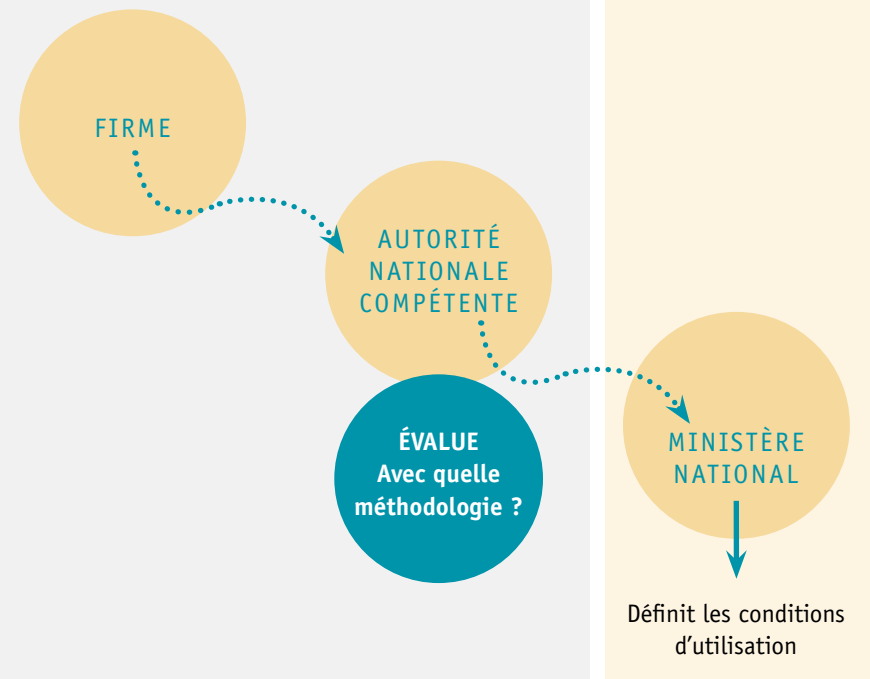 FIRME
AUTORITÉ
NATIONALE
COMPÉTENTE
ÉVALUE
Avec quelle
méthodologie ?
MINISTÈRE
NATIONAL
Définit les conditions
d’utilisation